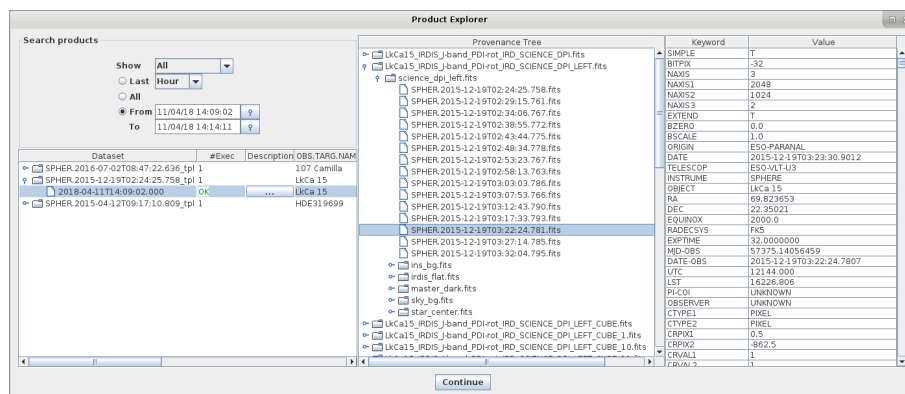 Product Explorer
Search products
Show All
Last Hour
All
From 11/04/18 14:09:02
To 11/04/18 14:14:11
Dataset #Exec Description OBS.TARG.NAM
SPHER.2016-07-02T08:47:22.636_tpl 1 107 Camilla
SPHER.2015-12-19T02:24:25.758_tpl 1 LkCa 15
2018-04-11T14:09:02.000 OK ... LkCa 15
SPHER.2015-04-12T09:17:10.809_tpl 1 HDE319699
Provenance Tree
LkCa15_IRDIS_J-band_PDI-rot_IRD_SCIENCE_DPI.fits
LkCa15_IRDIS_J-band_PDI-rot_IRD_SCIENCE_DPI_LEFT.fits
science_dpi_left.fits
SPHER.2015-12-19T02:24:25.758.fits
SPHER.2015-12-19T02:29:15.761.fits
SPHER.2015-12-19T02:34:06.767.fits
SPHER.2015-12-19T02:38:55.772.fits
SPHER.2015-12-19T02:43:44.775.fits
SPHER.2015-12-19T02:48:34.778.fits
SPHER.2015-12-19T02:53:23.767.fits
SPHER.2015-12-19T02:58:13.763.fits
SPHER.2015-12-19T03:03:03.786.fits
SPHER.2015-12-19T03:07:53.766.fits
SPHER.2015-12-19T03:12:43.790.fits
SPHER.2015-12-19T03:17:33.793.fits
SPHER.2015-12-19T03:22:24.781.fits
SPHER.2015-12-19T03:27:14.785.fits
SPHER.2015-12-19T03:32:04.795.fits
ins_bg.fits
irdis_flat.fits
master_dark.fits
sky_bg.fits
star_center.fits
LkCa15_IRDIS_J-band_PDI-rot_IRD_SCIENCE_DPI_LEFT_CUBE.fits
LkCa15_IRDIS_J-band_PDI-rot_IRD_SCIENCE_DPI_LEFT_CUBE_1.fits
LkCa15_IRDIS_J-band_PDI-rot_IRD_SCIENCE_DPI_LEFT_CUBE_10.fits
Keyword Value
SIMPLE T
BITPIX -32
NAXIS 3
NAXIS1 2048
NAXIS2 1024
NAXIS3 2
EXTEND T
BZERO 0.0
BSCALE 1.0
ORIGIN ESO-PARANAL
DATE 2015-12-19T03:23:30.9012
TELESCOP ESO-VLT-U3
INSTRUME SPHERE
OBJECT LkCa 15
RA 69.823653
DEC 22.35021
EQUINOX 2000.0
RADECSYS FK5
EXPTIME 32.0000000
MJD-OBS 57375.14056459
DATE-OBS 2015-12-19T03:22:24.7807
UTC 12144.000
LST 16226.806
PI-COI UNKNOWN
OBSERVER UNKNOWN
CTYPE1 PIXEL
CTYPE2 PIXEL
CRPIX1 0.5
CRPIX2 -862.5
CRVAL1 1
CRVAL2 1
Continue